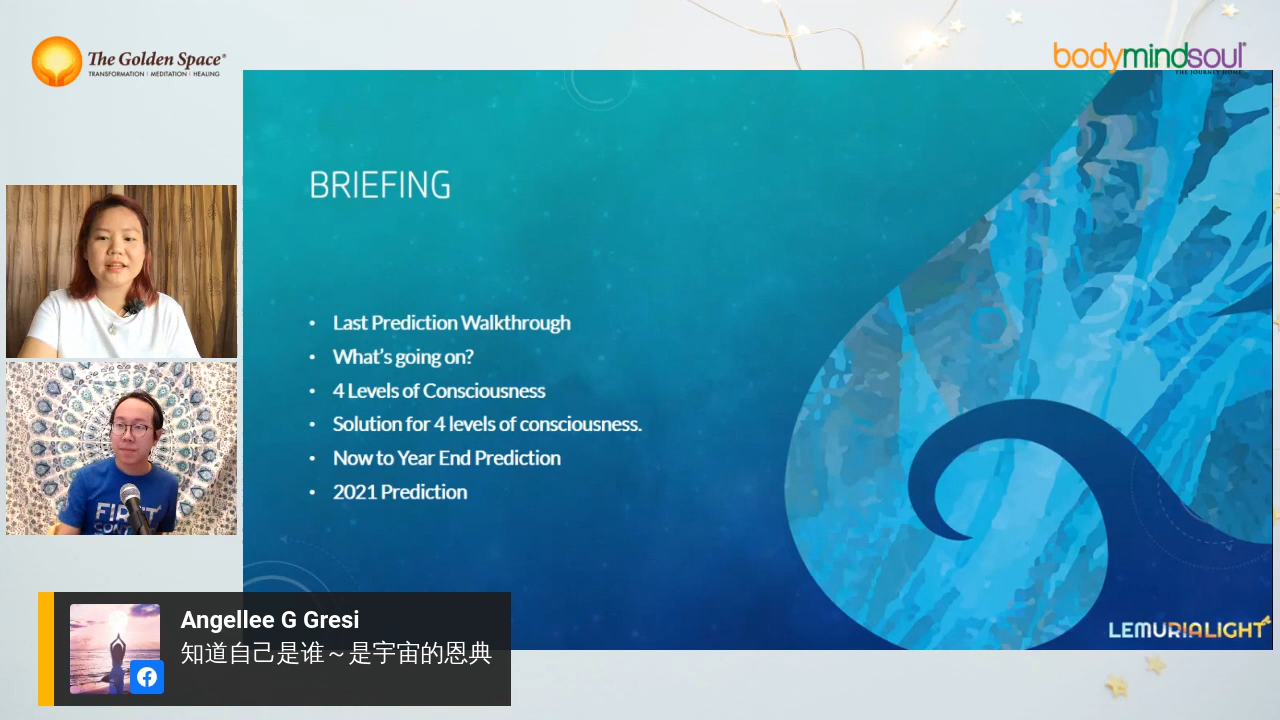 The Golden Space®
TRANSFORMATION | MEDITATION | HEALING
bodymindsoul®
THE JOURNEY HOME
BRIEFING
• Last Prediction Walkthrough
• What's going on?
• 4 Levels of Consciousness
• Solution for 4 levels of consciousness.
• Now to Year End Prediction
• 2021 Prediction
FIRST
CONT
LEMURIALIGHT
Angellee G Gresi
知道自己是谁～是宇宙的恩典